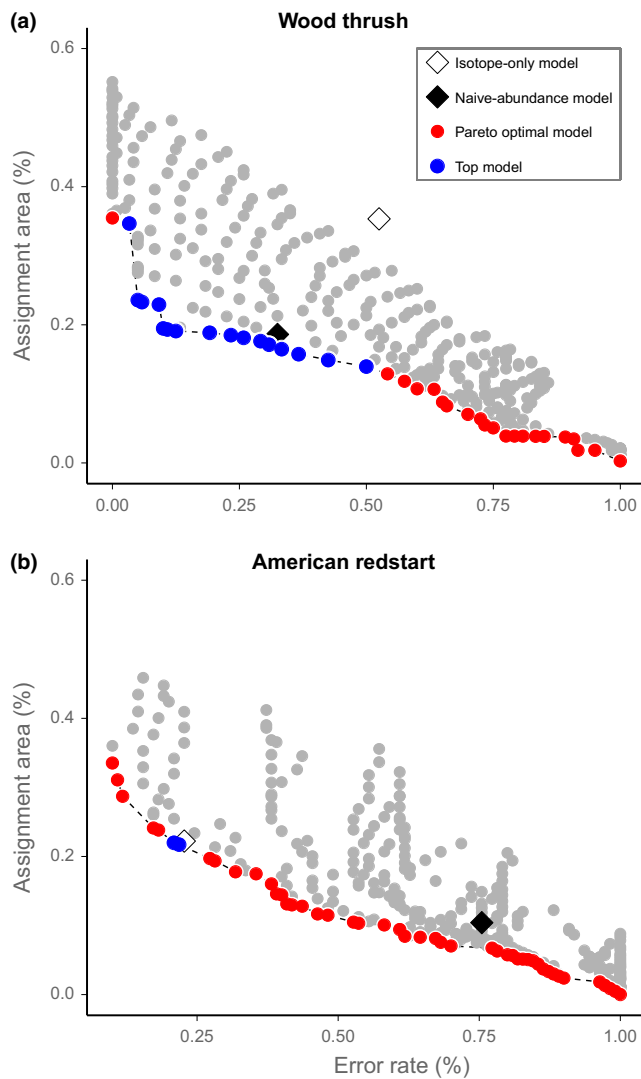 (a)
Wood thrush
0.6
Isotope-only model
Naive-abundance model
Pareto optimal model
Top model
0.4
Assignment area (%)
0.2
0.0
0.00 0.25 0.50 0.75 1.00
(b)
American redstart
0.6
0.4
Assignment area (%)
0.2
0.0
0.25 0.50 0.75 1.00
Error rate (%)